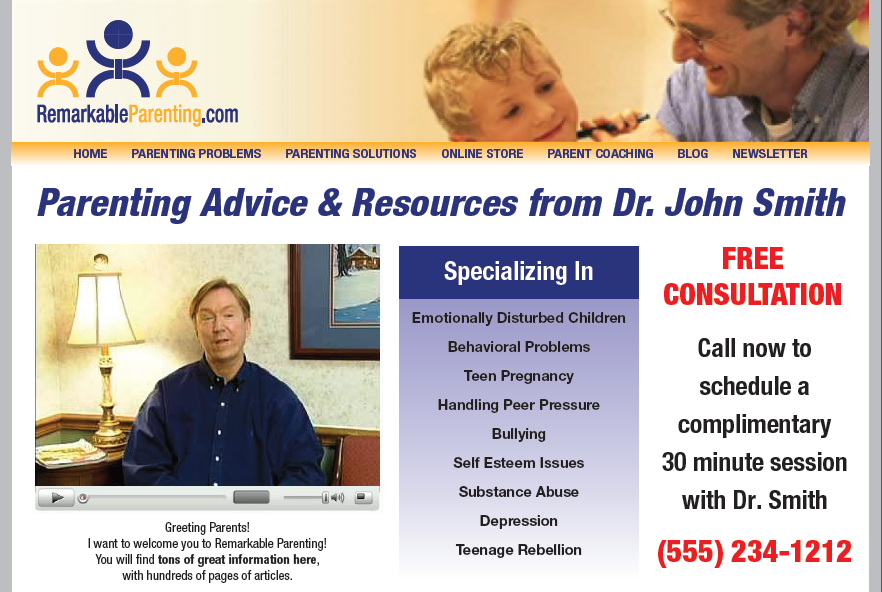 RemarkableParenting.com
HOME PARENTING PROBLEMS PARENTING SOLUTIONS ONLINE STORE PARENT COACHING BLOG NEWSLETTER
Parenting Advice & Resources from Dr. John Smith
Greeting Parents!
I want to welcome you to Remarkable Parenting!
You will find tons of great information here,
with hundreds of pages of articles.
Specializing In
Emotionally Disturbed Children
Behavioral Problems
Teen Pregnancy
Handling Peer Pressure
Bullying
Self Esteem Issues
Substance Abuse
Depression
Teenage Rebellion
FREE
CONSULTATION
Call now to
schedule a
complimentary
30 minute session
with Dr. Smith
(555) 234-1212